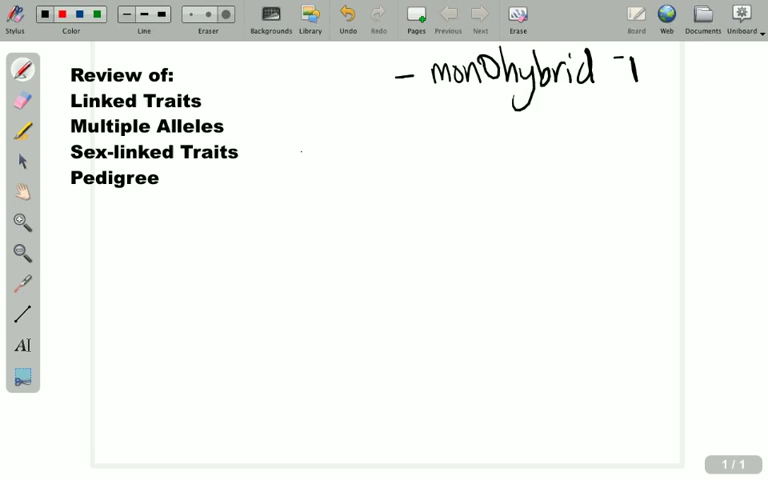 Stylus
Color
Line
Eraser
Backgrounds
Library
Undo
Redo
Pages
Previous
Next
Erase
Board
Web
Documents
Uniboard
Review of:
Linked Traits
Multiple Alleles
Sex-linked Traits
Pedigree
- monohybrid - 1
AI
1 / 1